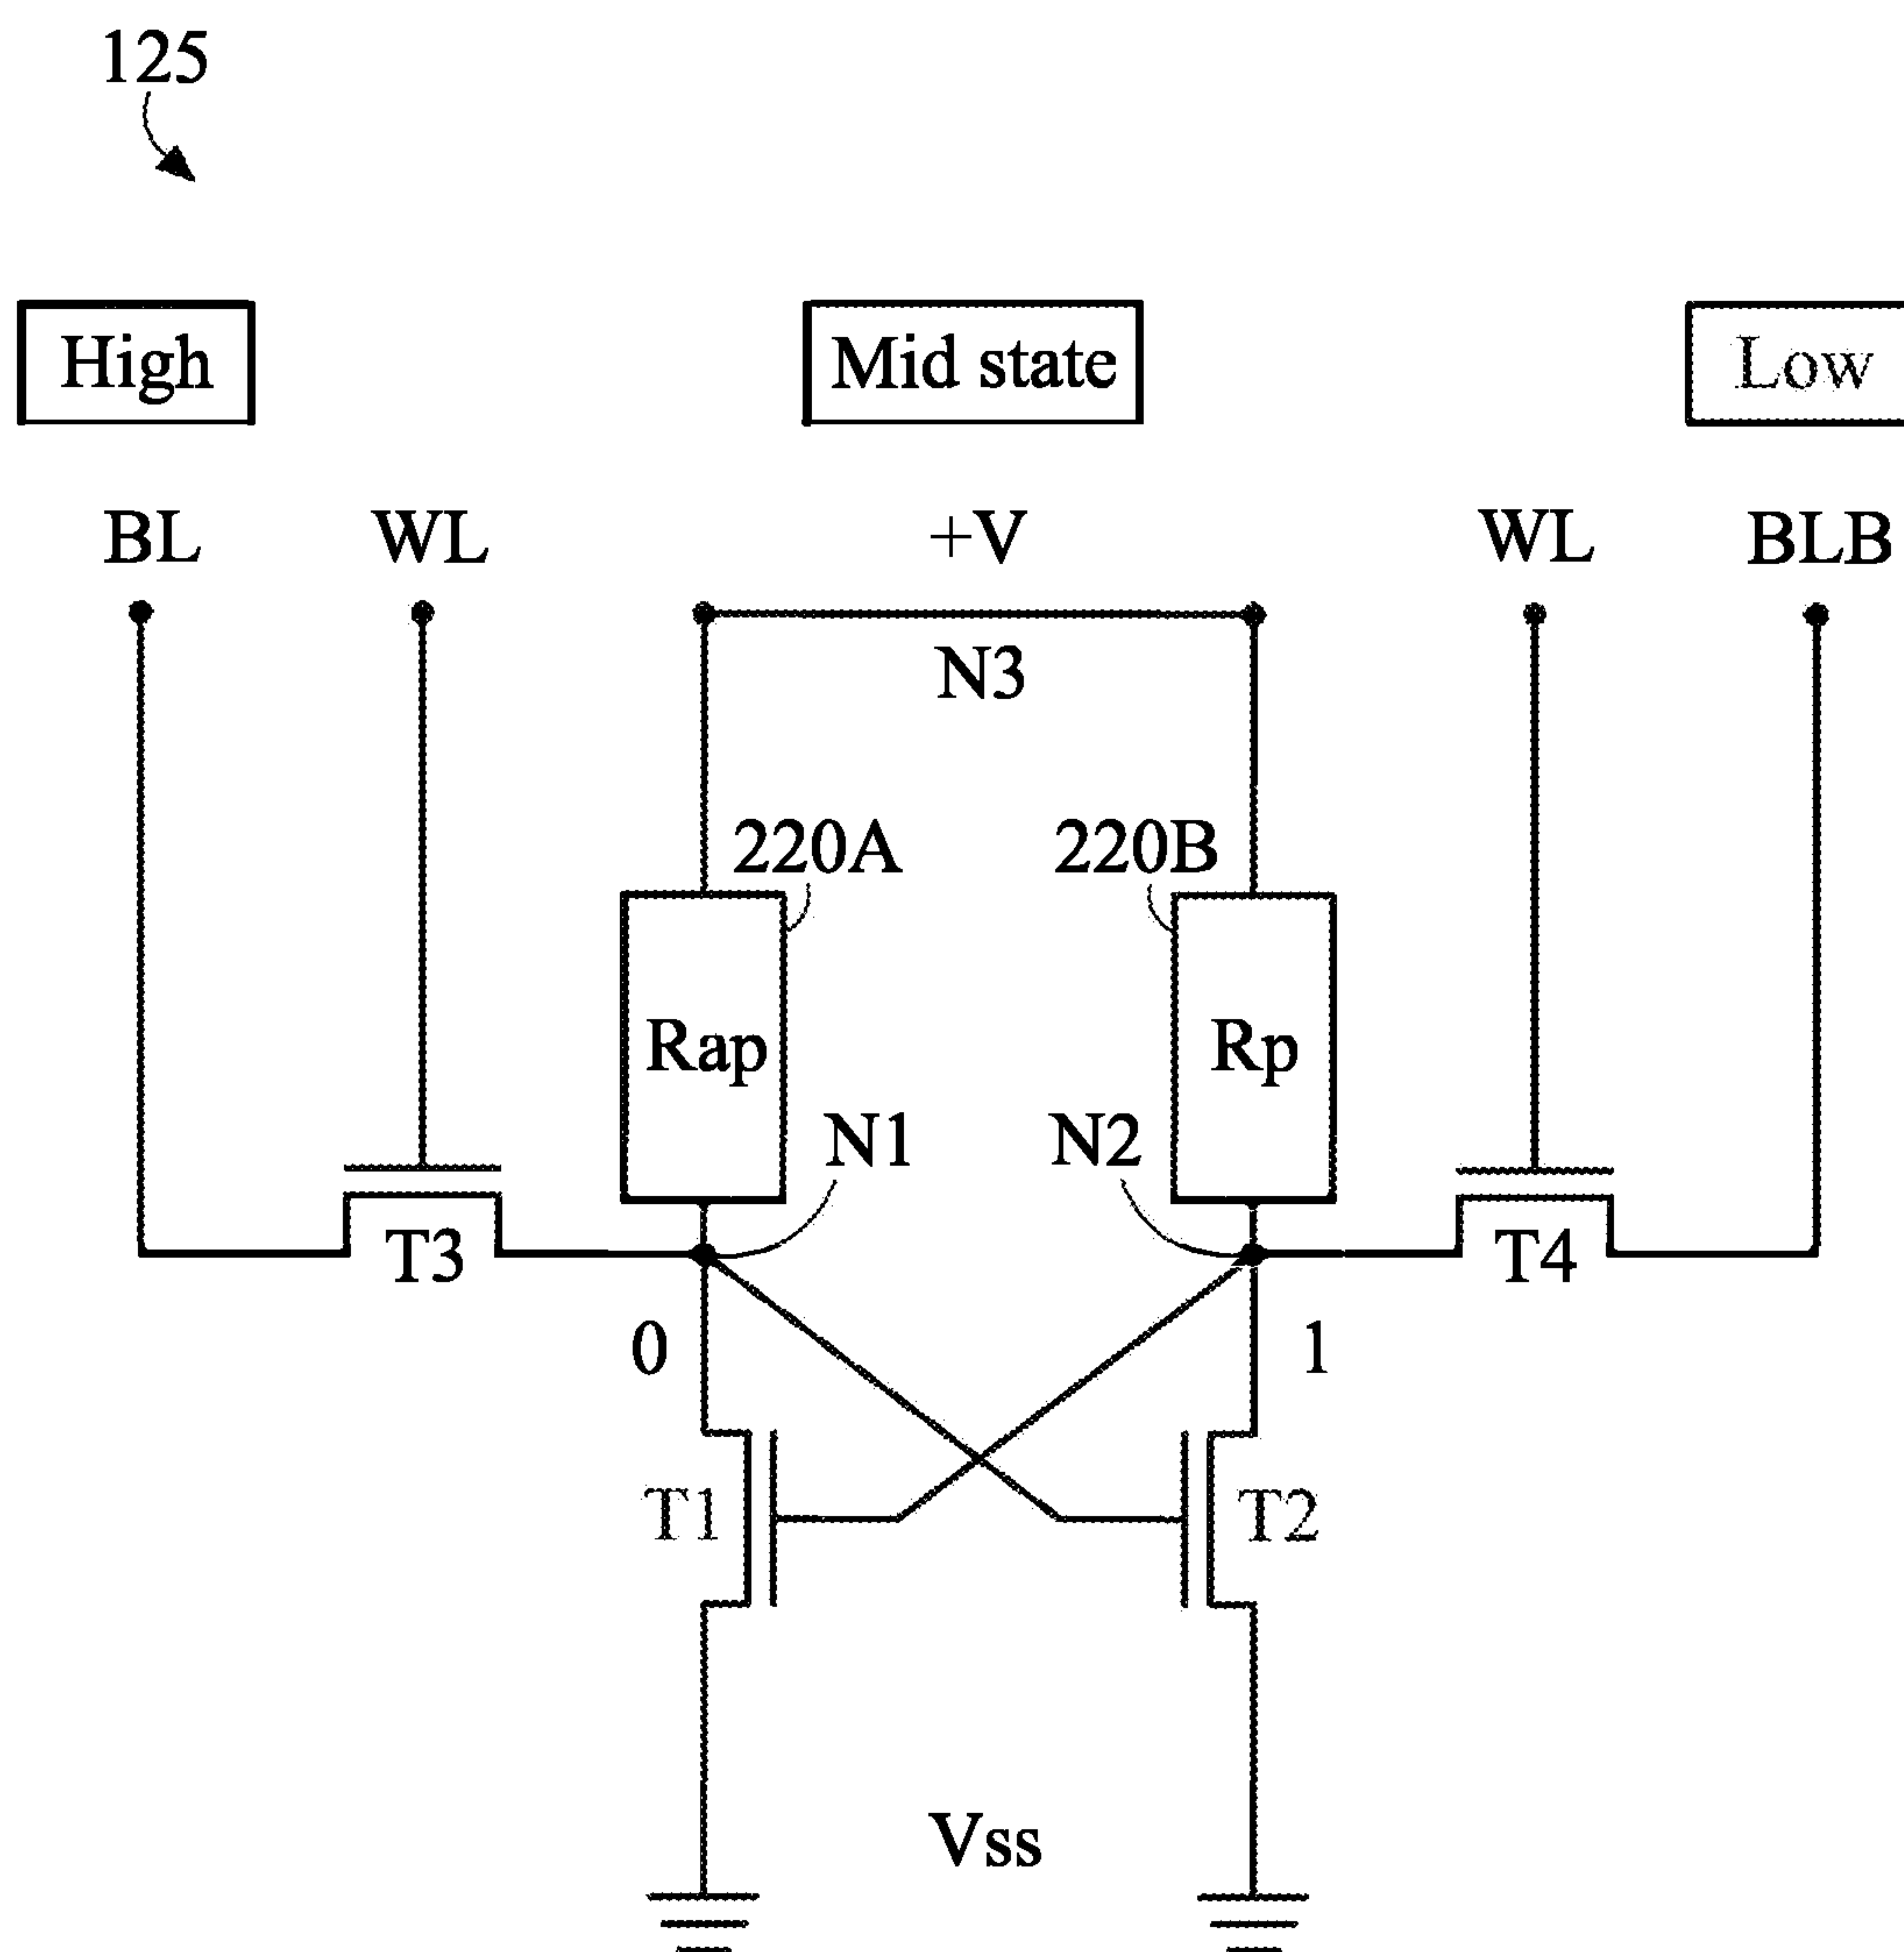 125
High
Mid state
Low
BL
WL
+V
WL
BLB
N3
220A
220B
Rap
Rp
N1
N2
T3
T4
0
1
T1
T2
Vss